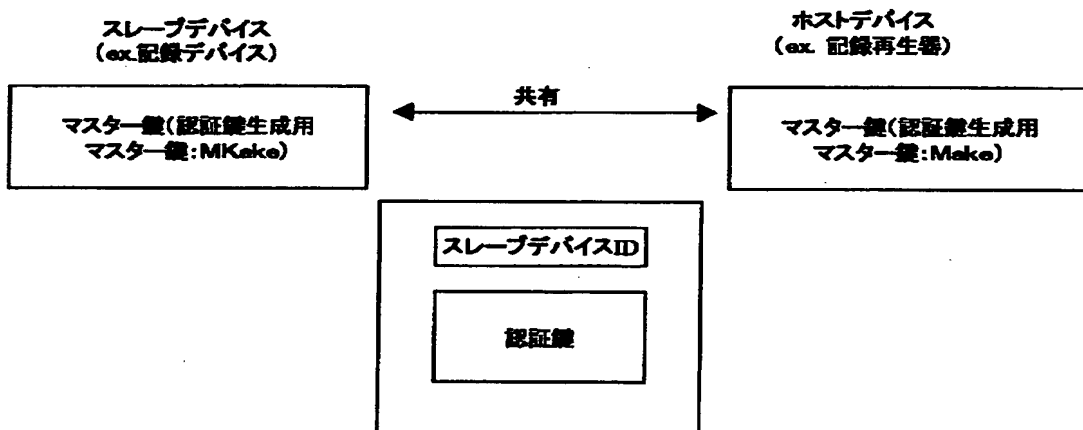 スレーブデバイス
(ex.記録デバイス)
ホストデバイス
(ex. 記録再生器)
マスター鍵(認証鍵生成用
マスター鍵:MKake)
共有
マスター鍵(認証鍵生成用
マスター鍵:Make)
スレーブデバイスID
認証鍵